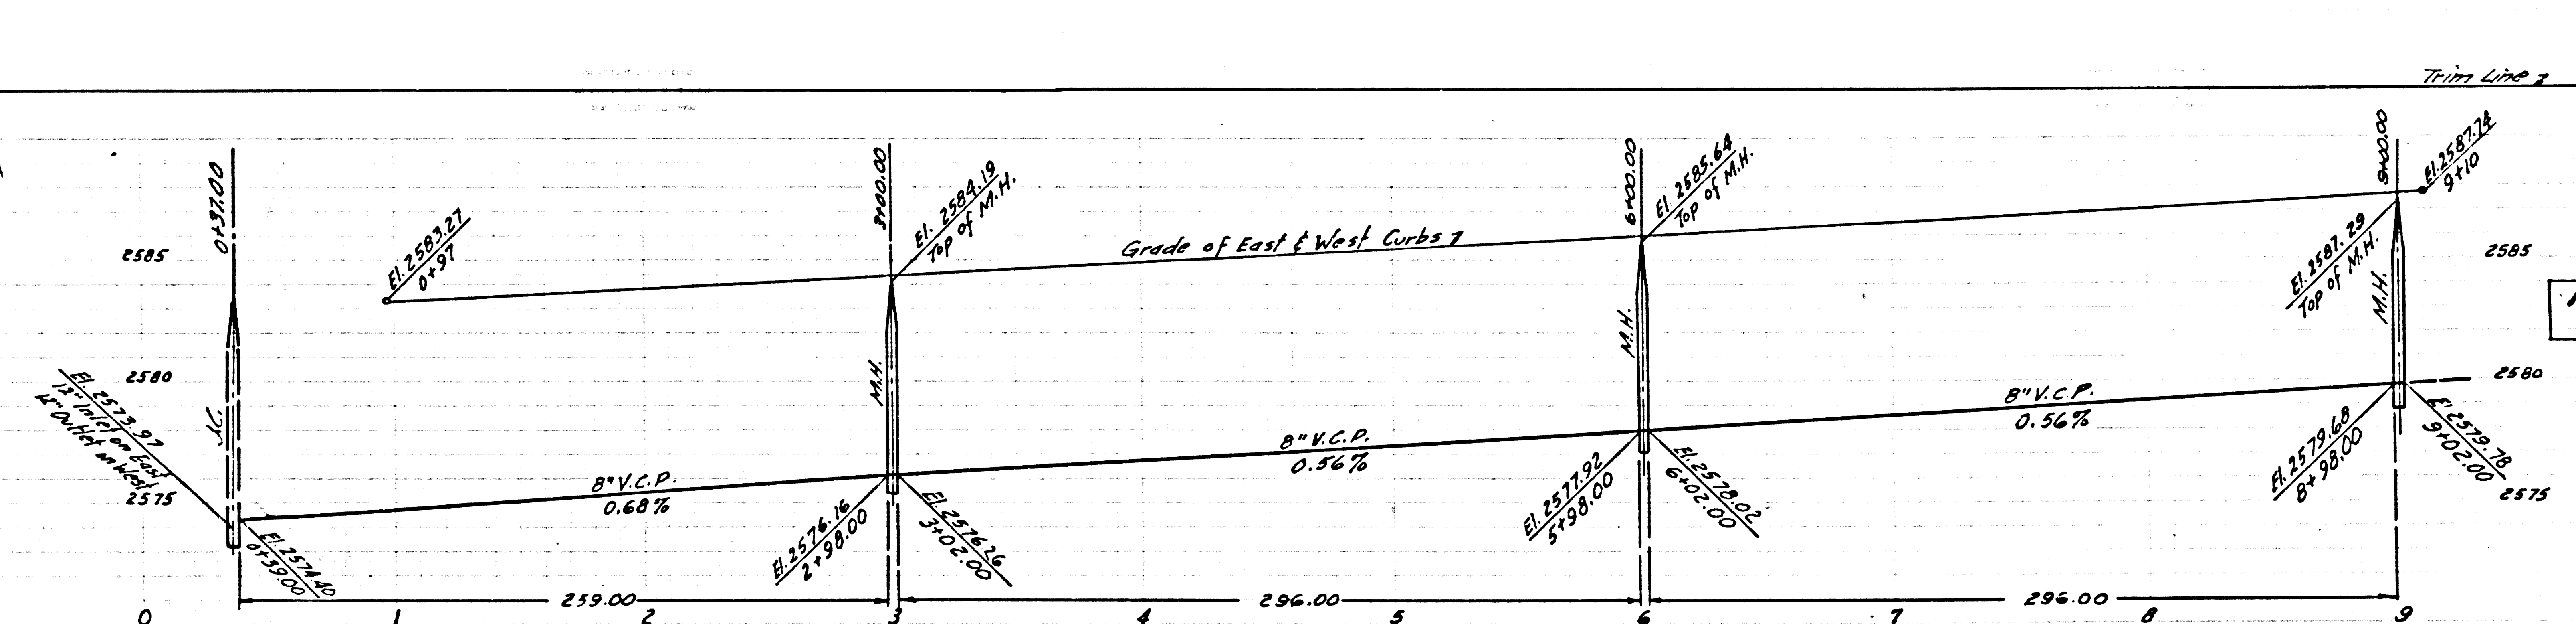 Trim Line
0+37.00
El. 2583.27
0+97
3+00.00
El. 2584.19
Top of M.H.
Grade of East & West Curbs
6+00.00
El. 2585.64
Top of M.H.
9+00.00
El. 2587.74
9+10
El. 2587.29
Top of M.H.
2585
2585
2580
2580
2575
2575
M.H.
M.H.
M.H.
El. 2573.97
12" Inlet on East
12" Outlet on West
8" V.C.P.
0.68%
8" V.C.P.
0.56%
8" V.C.P.
0.56%
El. 2574.40
0+39.00
El. 2576.16
2+98.00
El. 2576.26
3+02.00
El. 2577.92
5+98.00
El. 2578.02
6+02.00
El. 2579.68
8+98.00
El. 2579.78
9+02.00
259.00
296.00
296.00
0 1 2 3 4 5 6 7 8 9